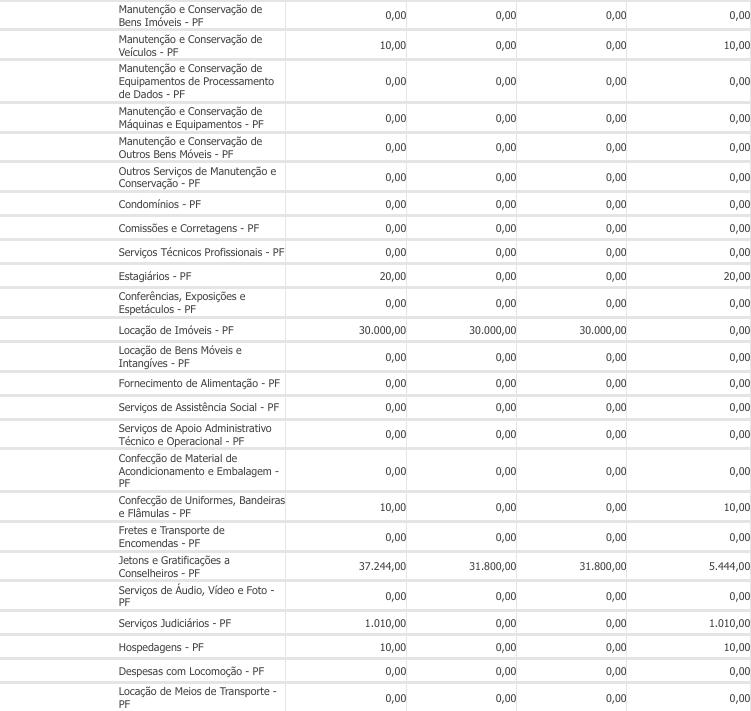 Manutenção e Conservação de
Bens Imóveis - PF 0,00 0,00 0,00 0,00
Manutenção e Conservação de
Veículos - PF 10,00 0,00 0,00 10,00
Manutenção e Conservação de
Equipamentos de Processamento 0,00 0,00 0,00 0,00
de Dados - PF
Manutenção e Conservação de
Máquinas e Equipamentos - PF 0,00 0,00 0,00 0,00
Manutenção e Conservação de
Outros Bens Móveis - PF 0,00 0,00 0,00 0,00
Outros Serviços de Manutenção e
Conservação - PF 0,00 0,00 0,00 0,00
Condomínios - PF 0,00 0,00 0,00 0,00
Comissões e Corretagens - PF 0,00 0,00 0,00 0,00
Serviços Técnicos Profissionais - PF 0,00 0,00 0,00 0,00
Estagiários - PF 20,00 0,00 0,00 20,00
Conferências, Exposições e
Espetáculos - PF 0,00 0,00 0,00 0,00
Locação de Imóveis - PF 30.000,00 30.000,00 30.000,00 0,00
Locação de Bens Móveis e
Intangíves - PF 0,00 0,00 0,00 0,00
Fornecimento de Alimentação - PF 0,00 0,00 0,00 0,00
Serviços de Assistência Social - PF 0,00 0,00 0,00 0,00
Serviços de Apoio Administrativo
Técnico e Operacional - PF 0,00 0,00 0,00 0,00
Confecção de Material de
Acondicionamento e Embalagem - 0,00 0,00 0,00 0,00
PF
Confecção de Uniformes, Bandeiras
e Flâmulas - PF 10,00 0,00 0,00 10,00
Fretes e Transporte de
Encomendas - PF 0,00 0,00 0,00 0,00
Jetons e Gratificações a
Conselheiros - PF 37.244,00 31.800,00 31.800,00 5.444,00
Serviços de Áudio, Vídeo e Foto -
PF 0,00 0,00 0,00 0,00
Serviços Judiciários - PF 1.010,00 0,00 0,00 1.010,00
Hospedagens - PF 10,00 0,00 0,00 10,00
Despesas com Locomoção - PF 0,00 0,00 0,00 0,00
Locação de Meios de Transporte -
PF 0,00 0,00 0,00 0,00